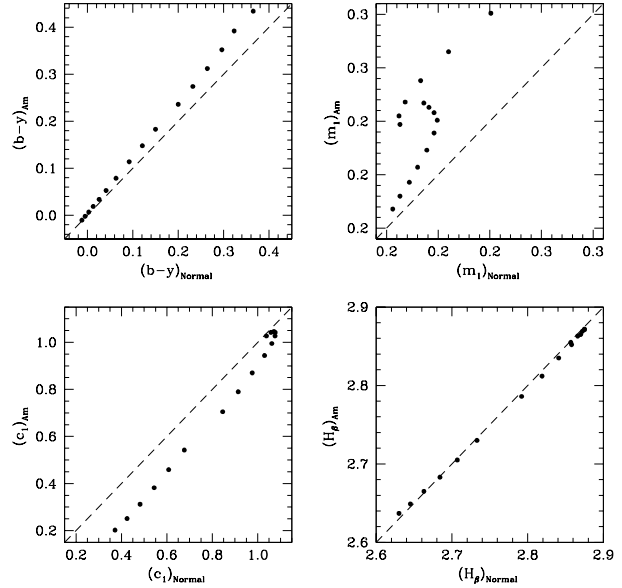 0.4
0.3
0.2
0.1
0.0
(b−y)Am
0.0 0.1 0.2 0.3 0.4
(b−y)Normal
0.3
0.3
0.2
0.2
0.2
(m1)Am
0.2 0.2 0.2 0.3 0.3
(m1)Normal
1.0
0.8
0.6
0.4
0.2
(c1)Am
0.2 0.4 0.6 0.8 1.0
(c1)Normal
2.9
2.8
2.7
2.6
(Hβ)Am
2.6 2.7 2.8 2.9
(Hβ)Normal